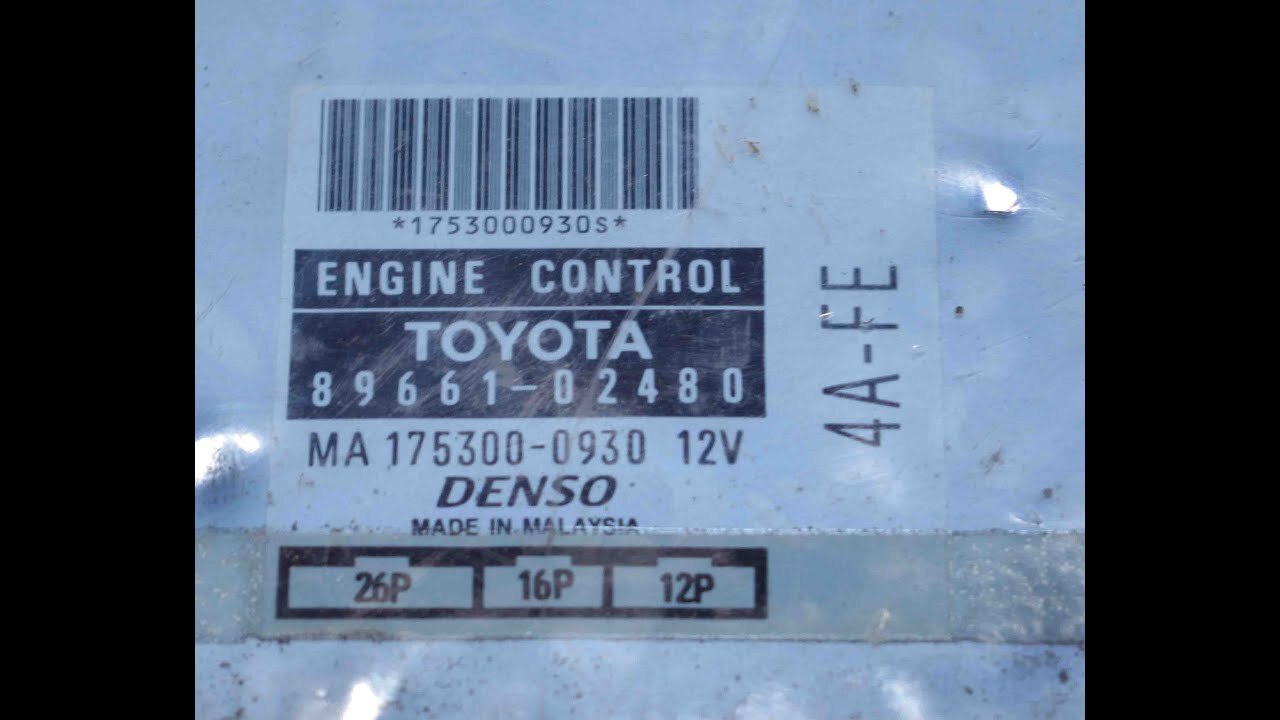 *1753000930S*
ENGINE CONTROL
TOYOTA
89661-02480
MA 175300-0930 12V
DENSO
MADE IN MALAYSIA
26P 16P 12P
4A-FE